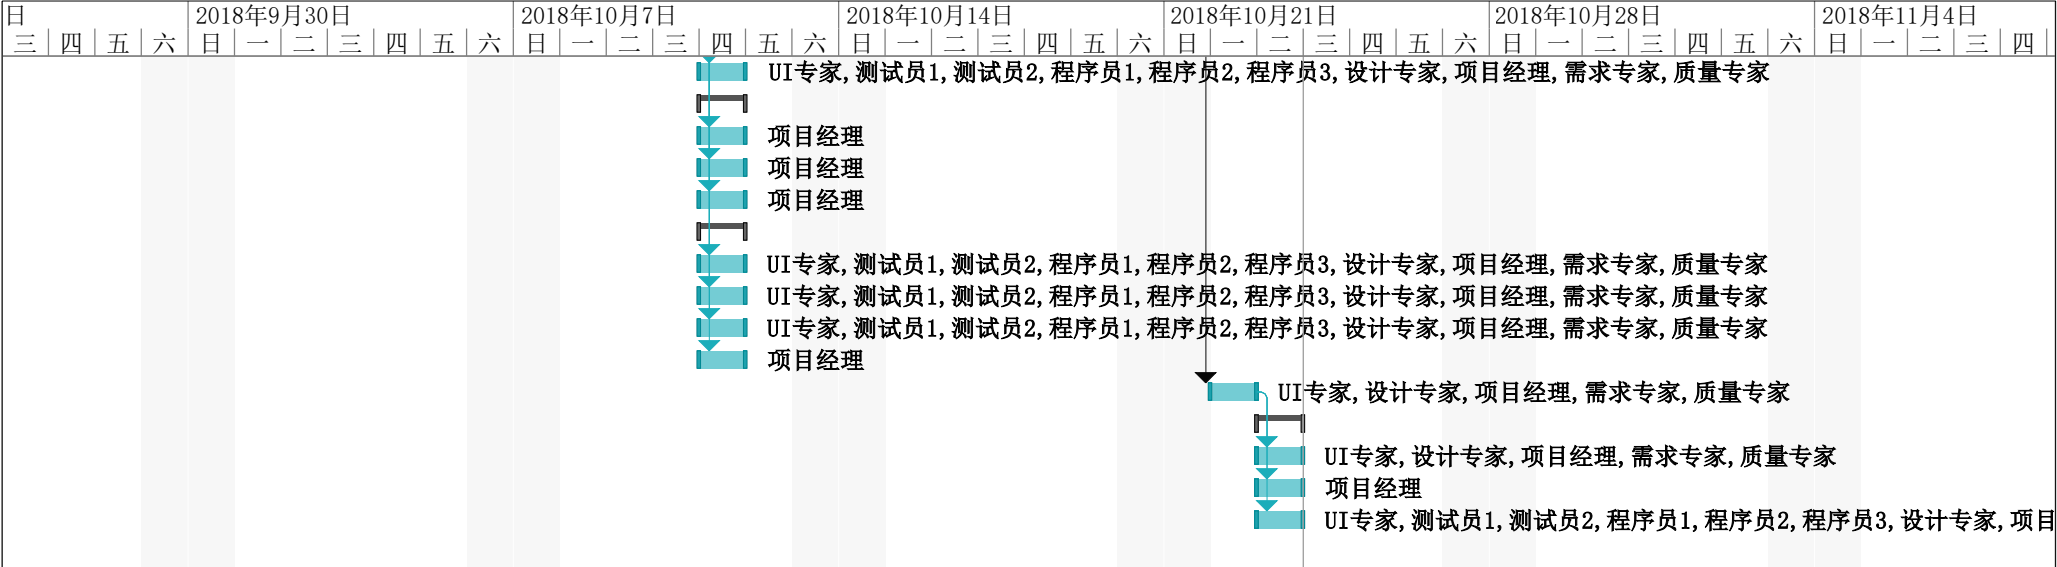 日 2018年9月30日 2018年10月7日 2018年10月14日 2018年10月21日 2018年10月28日 2018年11月4日
三 四 五 六 日 一 二 三 四 五 六 日 一 二 三 四 五 六 日 一 二 三 四 五 六 日 一 二 三 四 五 六 日 一 二 三 四 五 六 日 一 二 三 四
UI专家,测试员1,测试员2,程序员1,程序员2,程序员3,设计专家,项目经理,需求专家,质量专家
项目经理
项目经理
项目经理
UI专家,测试员1,测试员2,程序员1,程序员2,程序员3,设计专家,项目经理,需求专家,质量专家
UI专家,测试员1,测试员2,程序员1,程序员2,程序员3,设计专家,项目经理,需求专家,质量专家
UI专家,测试员1,测试员2,程序员1,程序员2,程序员3,设计专家,项目经理,需求专家,质量专家
项目经理
UI专家,设计专家,项目经理,需求专家,质量专家
UI专家,设计专家,项目经理,需求专家,质量专家
项目经理
UI专家,测试员1,测试员2,程序员1,程序员2,程序员3,设计专家,项目